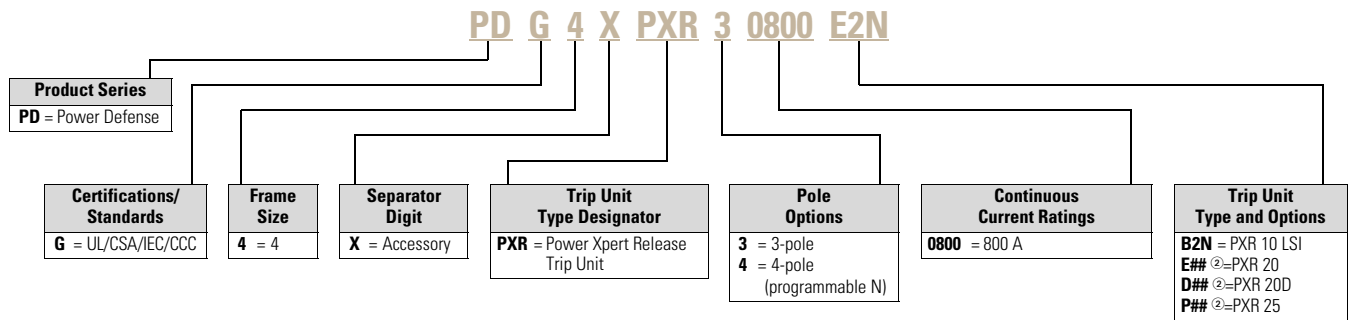 PD G 4 X PXR 3 0800 E2N
Product Series
PD = Power Defense
Certifications/
Standards
G = UL/CSA/IEC/CCC
Frame
Size
4 = 4
Separator
Digit
X = Accessory
Trip Unit
Type Designator
PXR = Power Xpert Release
Trip Unit
Pole
Options
3 = 3-pole
4 = 4-pole
(programmable N)
Continuous
Current Ratings
0800 = 800 A
Trip Unit
Type and Options
B2N = PXR 10 LSI
E## ②=PXR 20
D## ②=PXR 20D
P## ②=PXR 25